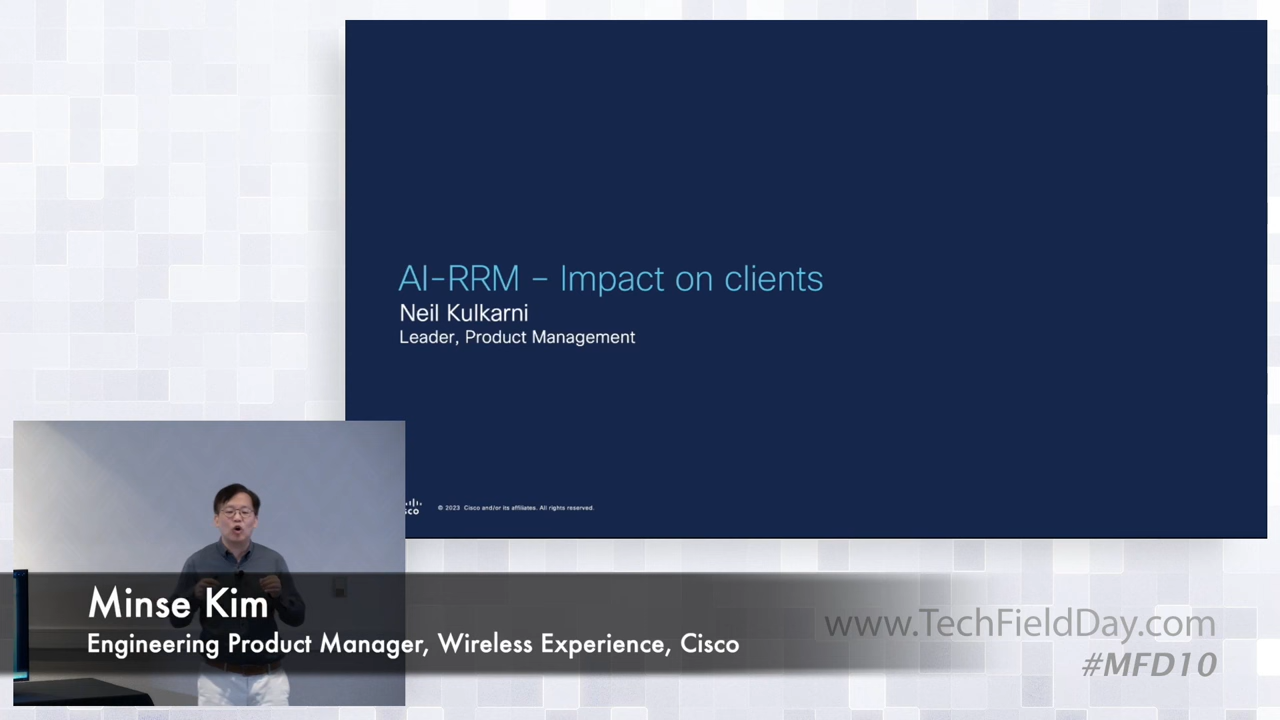 AI-RRM – Impact on clients
Neil Kulkarni
Leader, Product Management
© 2023 Cisco and/or its affiliates. All rights reserved.
Minse Kim
Engineering Product Manager, Wireless Experience, Cisco
www.TechFieldDay.com
#MFD10